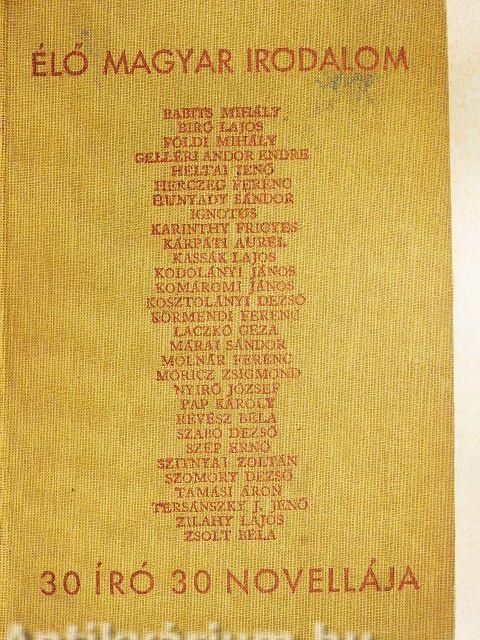 ÉLŐ MAGYAR IRODALOM
BABITS MIHÁLY
BIRÓ LAJOS
FÖLDI MIHÁLY
GELLÉRI ANDOR ENDRE
HELTAI JENŐ
HERCZEG FERENC
HUNYADY SÁNDOR
IGNOTUS
KARINTHY FRIGYES
KÁRPÁTI AURÉL
KASSÁK LAJOS
KODOLÁNYI JÁNOS
KOMÁROMI JÁNOS
KOSZTOLÁNYI DEZSŐ
KÖRMENDI FERENC
LACZKÓ GÉZA
MÁRAI SÁNDOR
MOLNÁR FERENC
MÓRICZ ZSIGMOND
NYIRŐ JÓZSEF
PAP KÁROLY
RÉVÉSZ BÉLA
SZABÓ DEZSŐ
SZÉP ERNŐ
SZITNYAI ZOLTÁN
SZOMORY DEZSŐ
TAMÁSI ÁRON
TERSÁNSZKY J. JENŐ
ZILAHY LAJOS
ZSOLT BÉLA
30 ÍRÓ 30 NOVELLÁJA
Antikvárium.hu